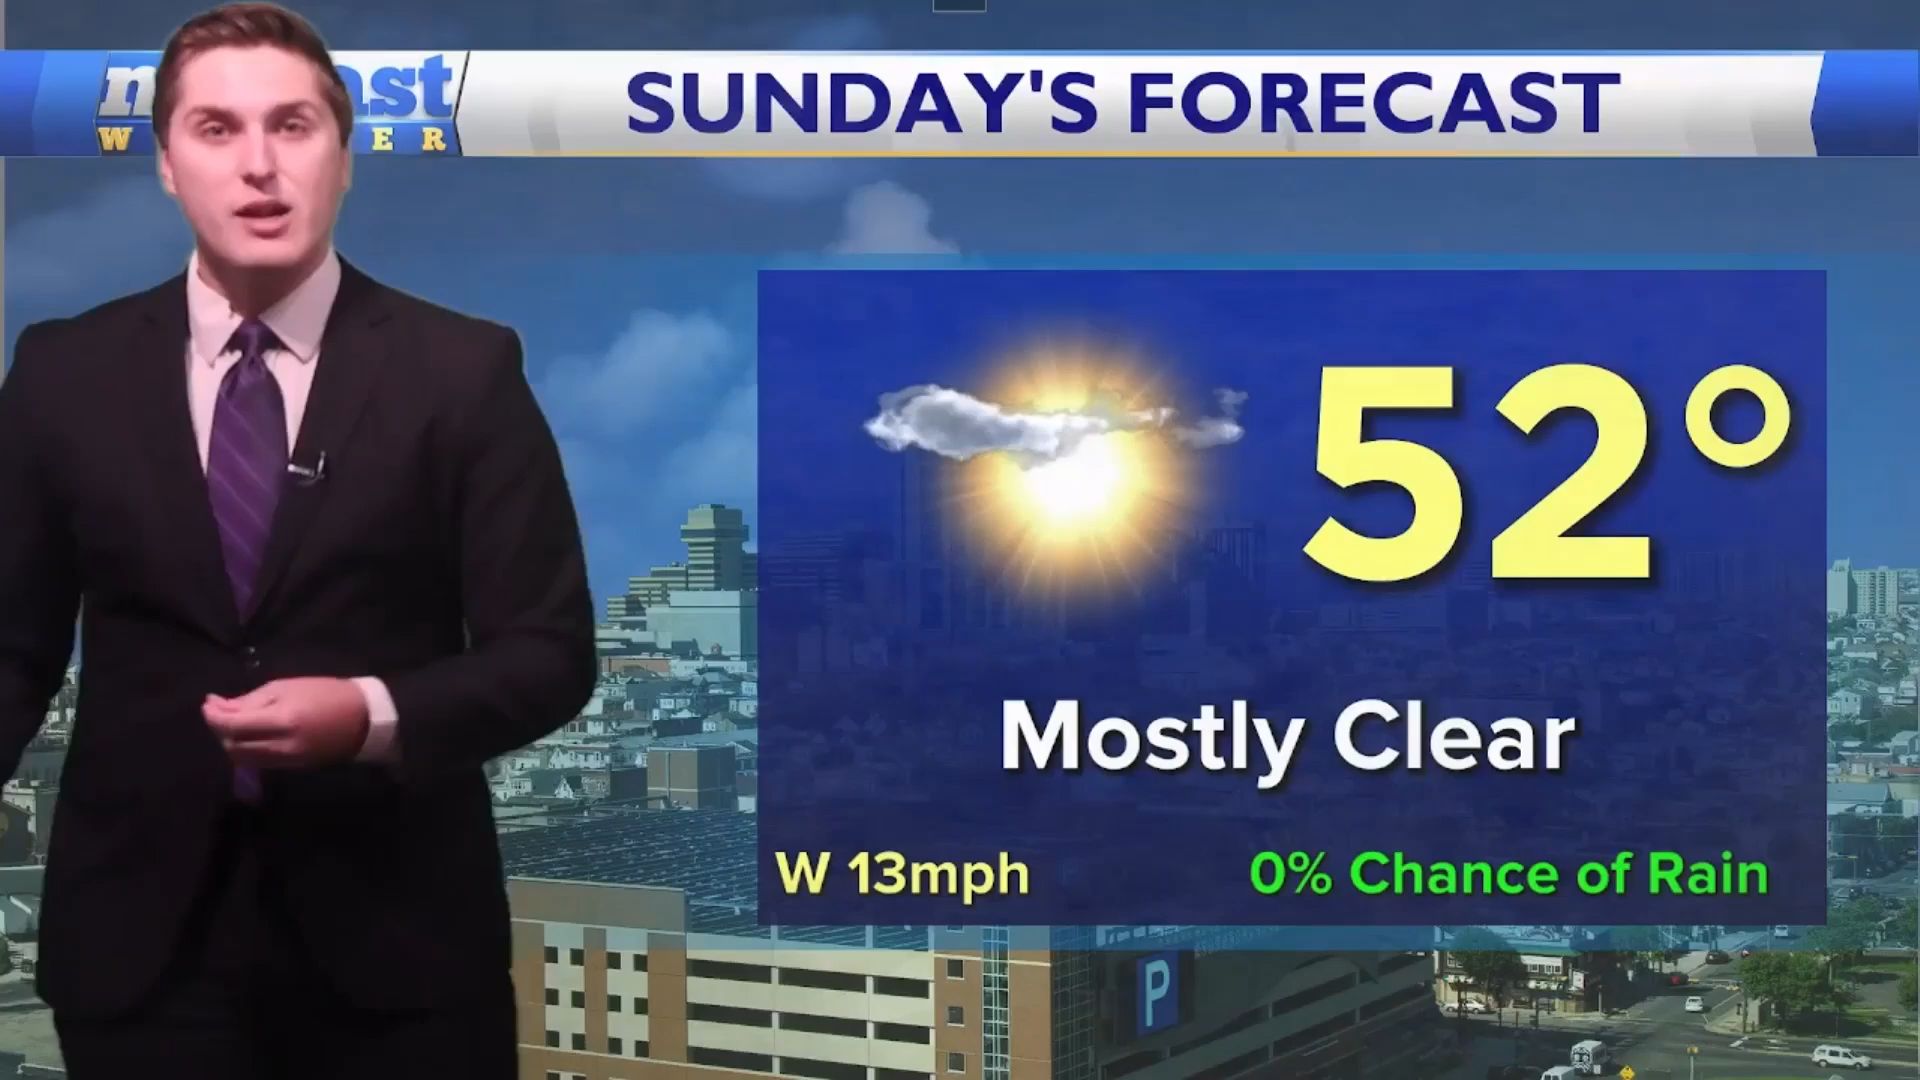 SUNDAY'S FORECAST
52°
Mostly Clear
W 13mph
0% Chance of Rain
P